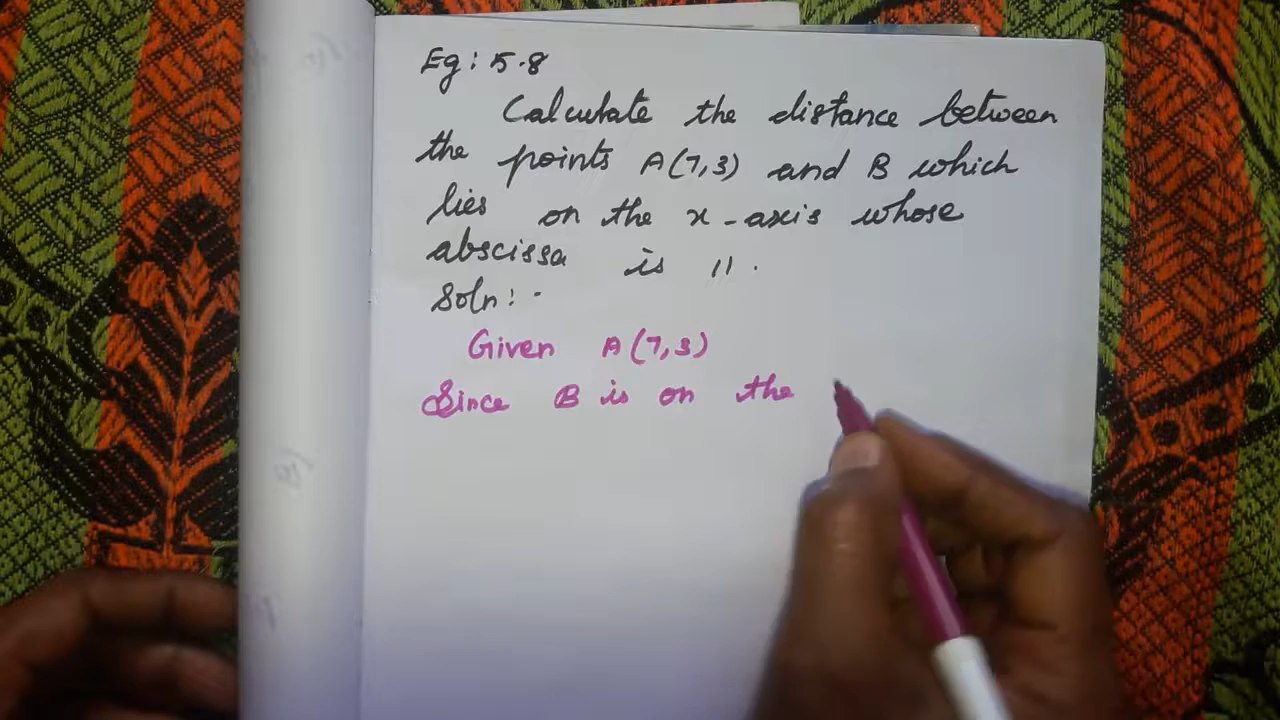 Eg: 5.8
Calculate the distance between
the points A(7,3) and B which
lies on the x-axis whose
abscissa is 11.
Soln:-
Given A(7,3)
Since B is on the